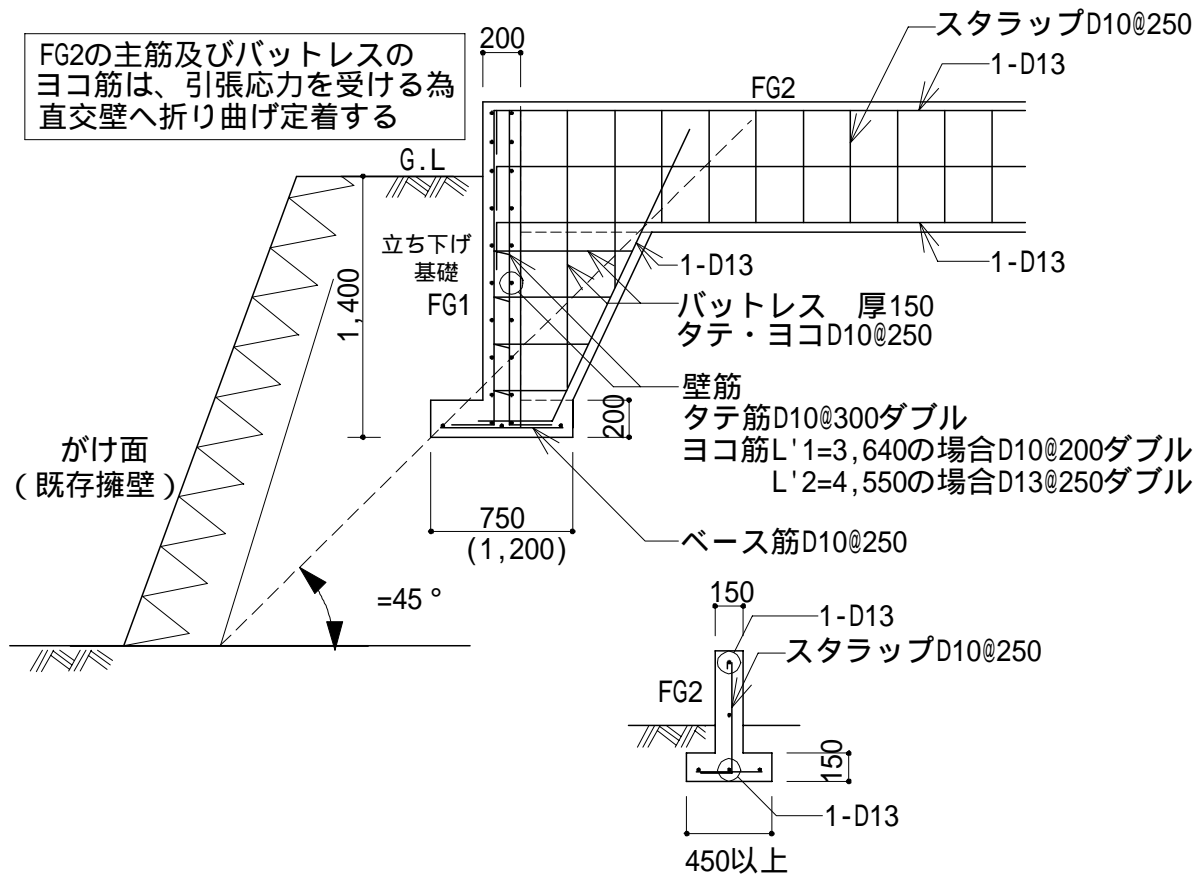 FG2の主筋及びバットレスの
ヨコ筋は、引張応力を受ける為
直交壁へ折り曲げ定着する
200
スタラップD10@250
1-D13
FG2
G.L
立ち下げ
基礎
FG1
1,400
1-D13
1-D13
バットレス 厚150
タテ・ヨコD10@250
壁筋
タテ筋D10@300ダブル
ヨコ筋L'1=3,640の場合D10@200ダブル
L'2=4,550の場合D13@250ダブル
200
がけ面
(既存擁壁)
750
(1,200)
ベース筋D10@250
=45°
150
1-D13
スタラップD10@250
FG2
150
1-D13
450以上